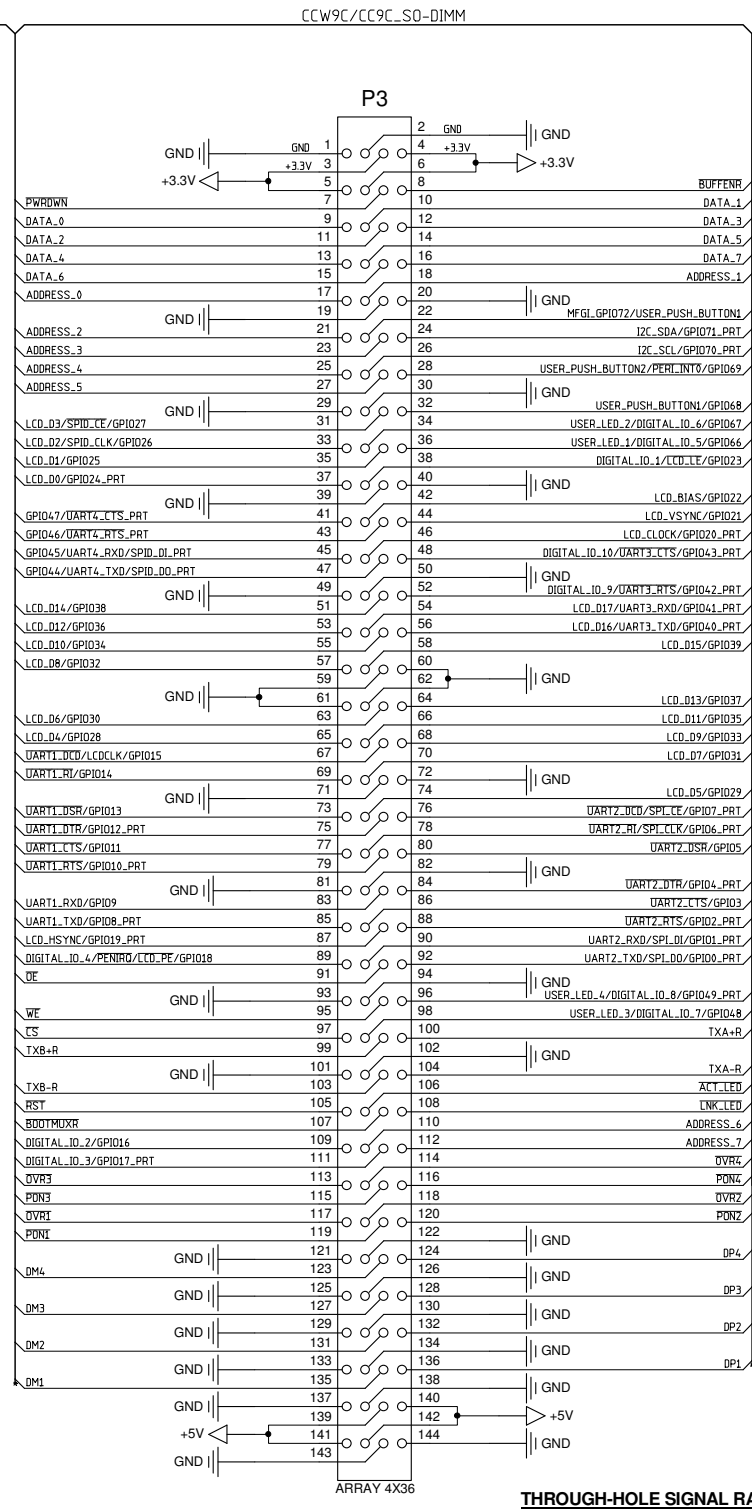 CCW9C/CC9C_SO-DIMM
P3
2 GND GND
GND GND 1 4 +3.3V
+3.3V 3 6 +3.3V
+3.3V 5 8 BUFFENR
PWRDWN 7 10 DATA_1
DATA_0 9 12 DATA_3
DATA_2 11 14 DATA_5
DATA_4 13 16 DATA_7
DATA_6 15 18 ADDRESS_1
ADDRESS_0 17 20 GND
GND 19 22 MFGI_GPIO72/USER_PUSH_BUTTON1
ADDRESS_2 21 24 I2C_SDA/GPIO71_PRT
ADDRESS_3 23 26 I2C_SCL/GPIO70_PRT
ADDRESS_4 25 28 USER_PUSH_BUTTON2/PERI_INT0/GPIO69
ADDRESS_5 27 30 GND
GND 29 32 USER_PUSH_BUTTON1/GPIO68
LCD_D3/SPID_CE/GPIO27 31 34 USER_LED_2/DIGITAL_IO_6/GPIO67
LCD_D2/SPID_CLK/GPIO26 33 36 USER_LED_1/DIGITAL_IO_5/GPIO66
LCD_D1/GPIO25 35 38 DIGITAL_IO_1/LCD_LE/GPIO23
LCD_D0/GPIO24_PRT 37 40 GND
GND 39 42 LCD_BIAS/GPIO22
GPIO47/UART4_CTS_PRT 41 44 LCD_VSYNC/GPIO21
GPIO46/UART4_RTS_PRT 43 46 LCD_CLOCK/GPIO20_PRT
GPIO45/UART4_RXD/SPID_DI_PRT 45 48 DIGITAL_IO_10/UART3_CTS/GPIO43_PRT
GPIO44/UART4_TXD/SPID_DO_PRT 47 50 GND
GND 49 52 DIGITAL_IO_9/UART3_RTS/GPIO42_PRT
LCD_D14/GPIO38 51 54 LCD_D17/UART3_RXD/GPIO41_PRT
LCD_D12/GPIO36 53 56 LCD_D16/UART3_TXD/GPIO40_PRT
LCD_D10/GPIO34 55 58 LCD_D15/GPIO39
LCD_D8/GPIO32 57 60
GND 59 62 GND
61 64 LCD_D13/GPIO37
LCD_D6/GPIO30 63 66 LCD_D11/GPIO35
LCD_D4/GPIO28 65 68 LCD_D9/GPIO33
UART1_DCD/LCDCLK/GPIO15 67 70 LCD_D7/GPIO31
UART1_RI/GPIO14 69 72 GND
GND 71 74 LCD_D5/GPIO29
UART1_DSR/GPIO13 73 76 UART2_DCD/SPI_CE/GPIO7_PRT
UART1_DTR/GPIO12_PRT 75 78 UART2_RI/SPI_CLK/GPIO6_PRT
UART1_CTS/GPIO11 77 80 UART2_DSR/GPIO5
UART1_RTS/GPIO10_PRT 79 82 GND
GND 81 84 UART2_DTR/GPIO4_PRT
UART1_RXD/GPIO9 83 86 UART2_CTS/GPIO3
UART1_TXD/GPIO8_PRT 85 88 UART2_RTS/GPIO2_PRT
LCD_HSYNC/GPIO19_PRT 87 90 UART2_RXD/SPI_DI/GPIO1_PRT
DIGITAL_IO_4/PENIRQ/LCD_PE/GPIO18 89 92 UART2_TXD/SPI_DO/GPIO0_PRT
OE 91 94 GND
GND 93 96 USER_LED_4/DIGITAL_IO_8/GPIO49_PRT
WE 95 98 USER_LED_3/DIGITAL_IO_7/GPIO48
CS 97 100 TXA+R
TXB+R 99 102 GND
GND 101 104 TXA-R
TXB-R 103 106 ACT_LED
RST 105 108 LNK_LED
BOOTMUXR 107 110 ADDRESS_6
DIGITAL_IO_2/GPIO16 109 112 ADDRESS_7
DIGITAL_IO_3/GPIO17_PRT 111 114 OVR4
OVR3 113 116 PON4
PON3 115 118 OVR2
OVR1 117 120 PON2
PON1 119 122 GND
GND 121 124 DP4
DM4 123 126 GND
GND 125 128 DP3
DM3 127 130 GND
GND 129 132 DP2
DM2 131 134 GND
GND 133 136 DP1
DM1 135 138 GND
GND 137 140
139 142 +5V
+5V 141 144 GND
GND 143
ARRAY 4X36
THROUGH-HOLE SIGNAL RA